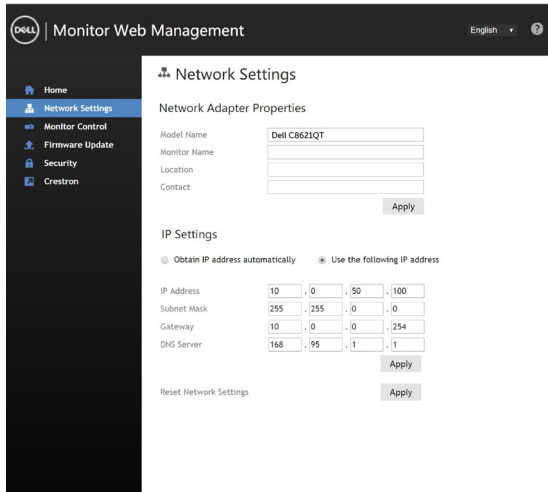 DELL Monitor Web Management English ?
Home
Network Settings
Monitor Control
Firmware Update
Security
Crestron
Network Settings
Network Adapter Properties
Model Name Dell C8621QT
Monitor Name
Location
Contact
Apply
IP Settings
Obtain IP address automatically Use the following IP address
IP Address 10 . 0 . 50 . 100
Subnet Mask 255 . 255 . 0 . 0
Gateway 10 . 0 . 0 . 254
DNS Server 168 . 95 . 1 . 1
Apply
Reset Network Settings Apply